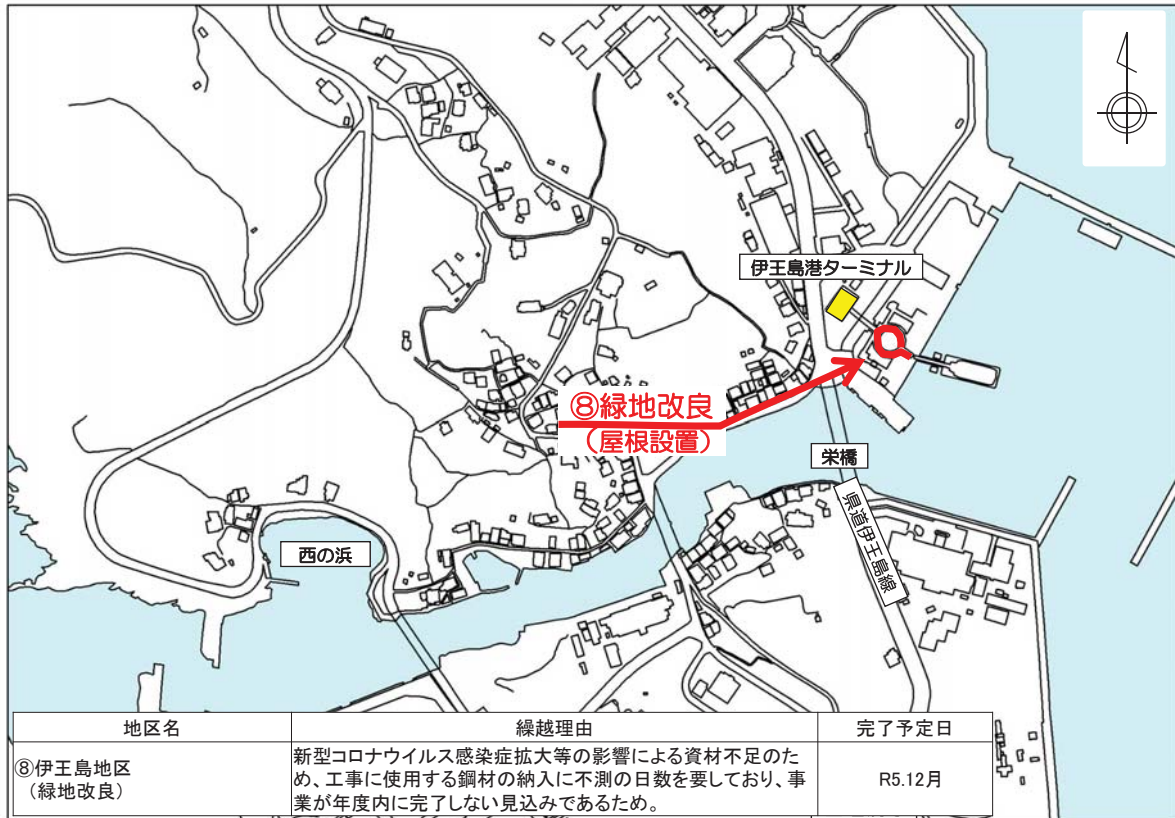 伊王島港ターミナル
⑧緑地改良
（屋根設置）
栄橋
県道伊王島線
西の浜
地区名
繰越理由
完了予定日
⑧伊王島地区
（緑地改良）
新型コロナウイルス感染症拡大等の影響による資材不足のた
め、工事に使用する鋼材の納入に不測の日数を要しており、事
業が年度内に完了しない見込みであるため。
R5.12月